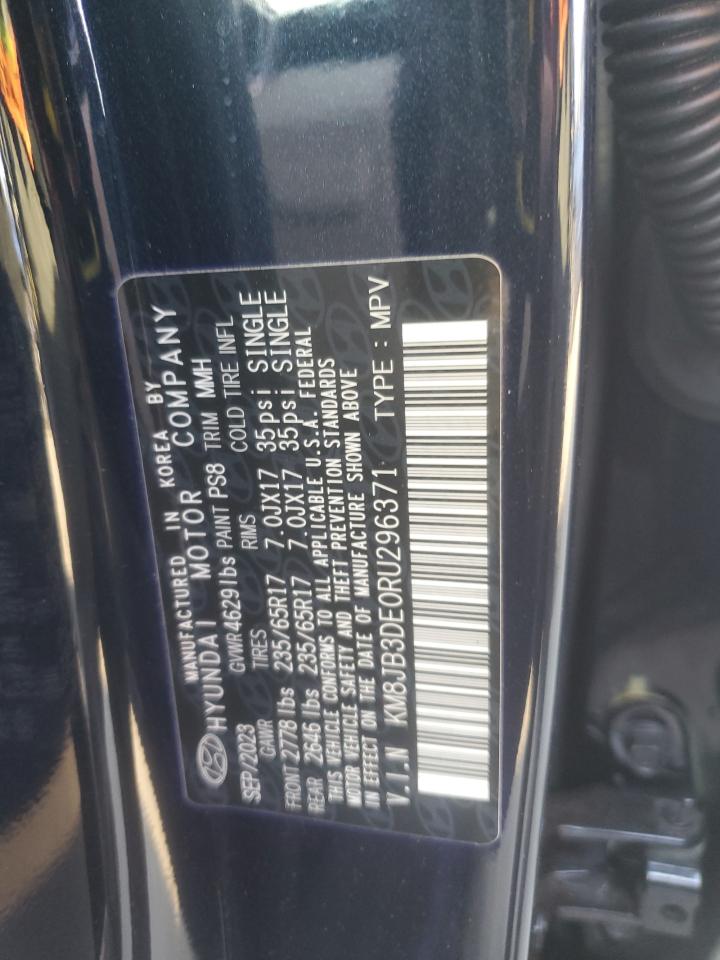 MANUFACTURED IN KOREA BY
HYUNDAI MOTOR COMPANY
SEP/2023 GVWR 4629 lbs PAINT PS8 TRIM MMH
GAWR TIRES RIMS COLD TIRE INFL
FRONT 2778 lbs 235/65R17 7.0JX17 35psi SINGLE
REAR 2646 lbs 235/65R17 7.0JX17 35psi SINGLE
THIS VEHICLE CONFORMS TO ALL APPLICABLE U.S.A. FEDERAL
MOTOR VEHICLE SAFETY AND THEFT PREVENTION STANDARDS
IN EFFECT ON THE DATE OF MANUFACTURE SHOWN ABOVE
V.I.N KM8JB3DE0RU296371 TYPE : MPV